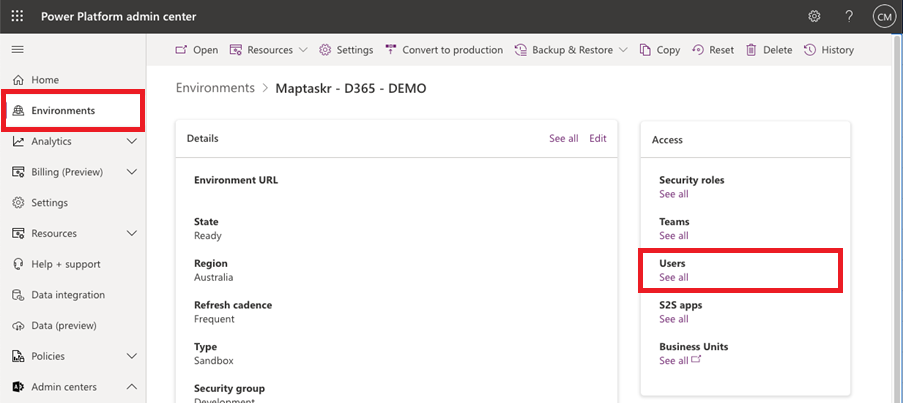 Power Platform admin center
CM
Open Resources Settings Convert to production Backup & Restore Copy Reset Delete History
Home
Environments
Analytics
Billing (Preview)
Settings
Resources
Help + support
Data integration
Data (preview)
Policies
Admin centers
Environments > Maptaskr - D365 - DEMO
Details See all Edit
Environment URL
State
Ready
Region
Australia
Refresh cadence
Frequent
Type
Sandbox
Security group
Development
Access
Security roles
See all
Teams
See all
Users
See all
S2S apps
See all
Business Units
See all